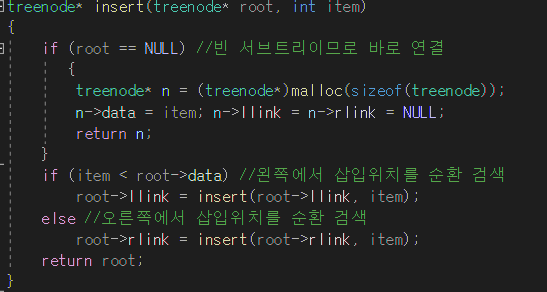 treenode* insert(treenode* root, int item)
{
if (root == NULL) //빈 서브트리이므로 바로 연결
{
treenode* n = (treenode*)malloc(sizeof(treenode));
n->data = item; n->llink = n->rlink = NULL;
return n;
}
if (item < root->data) //왼쪽에서 삽입위치를 순환 검색
root->llink = insert(root->llink, item);
else //오른쪽에서 삽입위치를 순환 검색
root->rlink = insert(root->rlink, item);
return root;
}